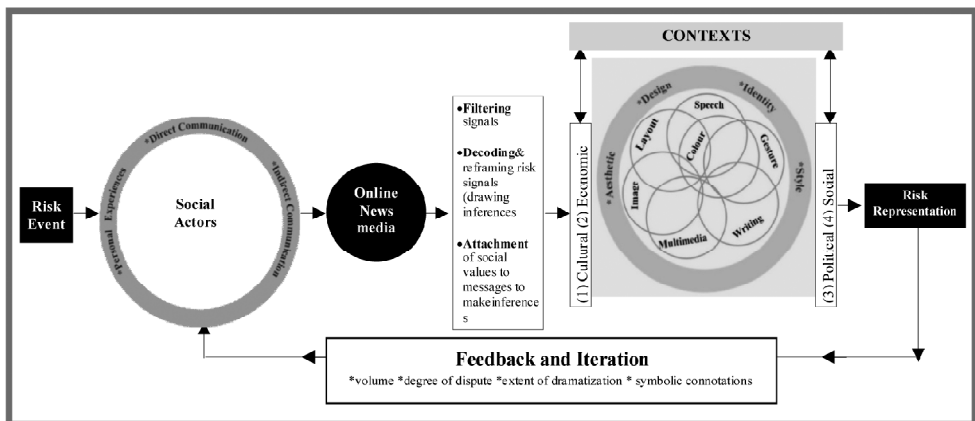 CONTEXTS
Risk
Event
*Personal Experiences
*Direct Communication
*Indirect Communication
Social
Actors
Online
News
media
•Filtering
signals
•Decoding&
reframing risk
signals
(drawing
inferences
•Attachment
of social
values to
messages to
makeinference
s
(1) Cultural (2) Economic
*Aesthetic
*Design
*Identity
*Style
Speech
Layout
Colour
Gesture
Image
Multimedia
Writing
(3) Political (4) Social
Risk
Representation
Feedback and Iteration
*volume *degree of dispute *extent of dramatization * symbolic connotations